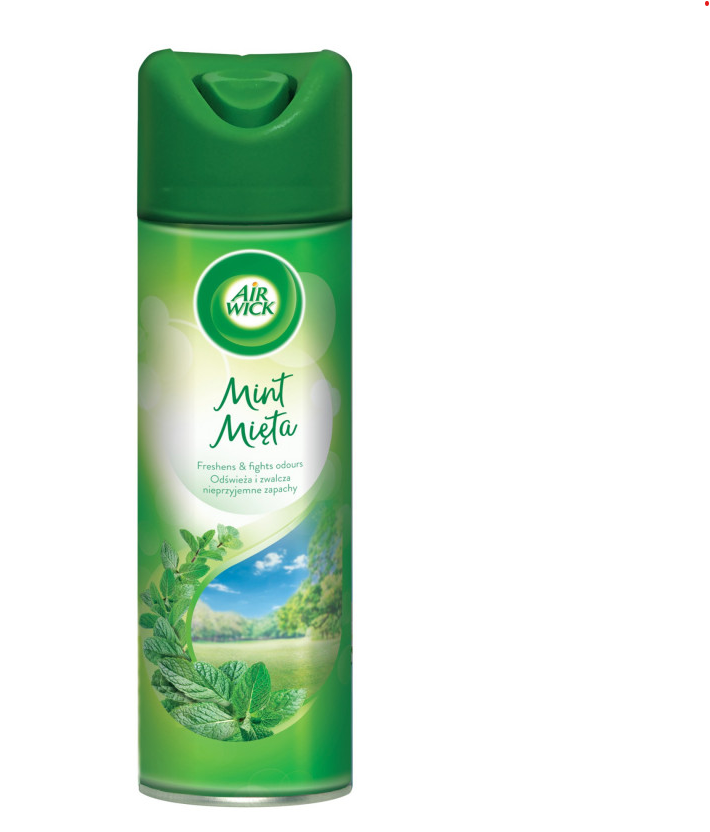 AIR
WICK
Mint
Mięta
Freshens & fights odours
Odświeża i zwalcza
nieprzyjemne zapachy